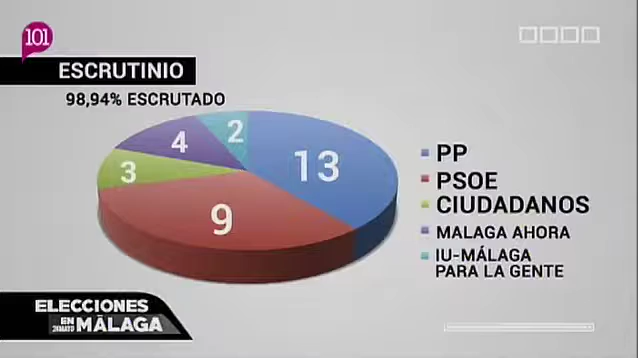 101
ESCRUTINIO
98,94% ESCRUTADO
2
4
13
3
9
PP
PSOE
CIUDADANOS
MALAGA AHORA
IU-MÁLAGA
PARA LA GENTE
ELECCIONES
EN MÁLAGA